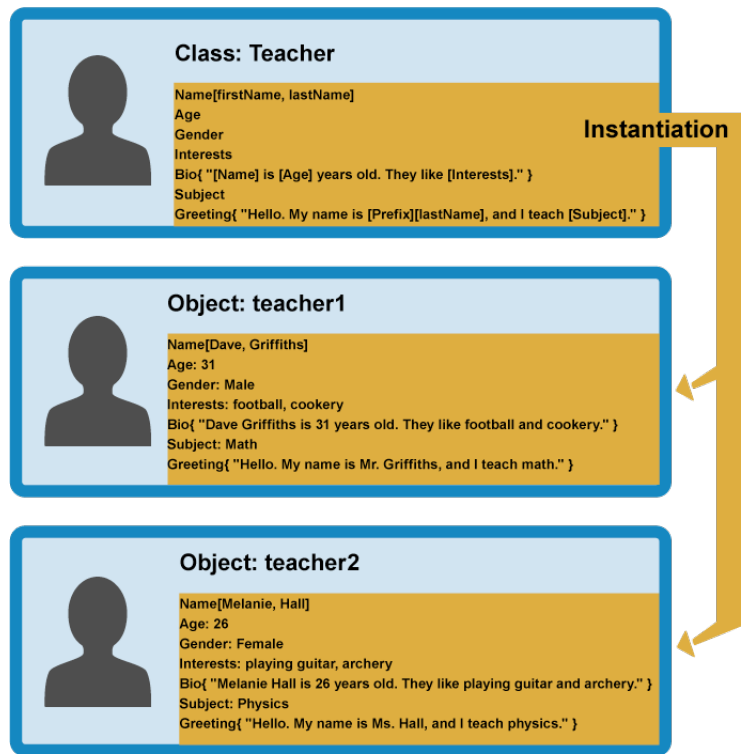 Class: Teacher
Name[firstName, lastName]
Age
Gender
Interests
Bio{ "[Name] is [Age] years old. They like [Interests]." }
Subject
Greeting{ "Hello. My name is [Prefix][lastName], and I teach [Subject]." }
Instantiation
Object: teacher1
Name[Dave, Griffiths]
Age: 31
Gender: Male
Interests: football, cookery
Bio{ "Dave Griffiths is 31 years old. They like football and cookery." }
Subject: Math
Greeting{ "Hello. My name is Mr. Griffiths, and I teach math." }
Object: teacher2
Name[Melanie, Hall]
Age: 26
Gender: Female
Interests: playing guitar, archery
Bio{ "Melanie Hall is 26 years old. They like playing guitar and archery." }
Subject: Physics
Greeting{ "Hello. My name is Ms. Hall, and I teach physics." }